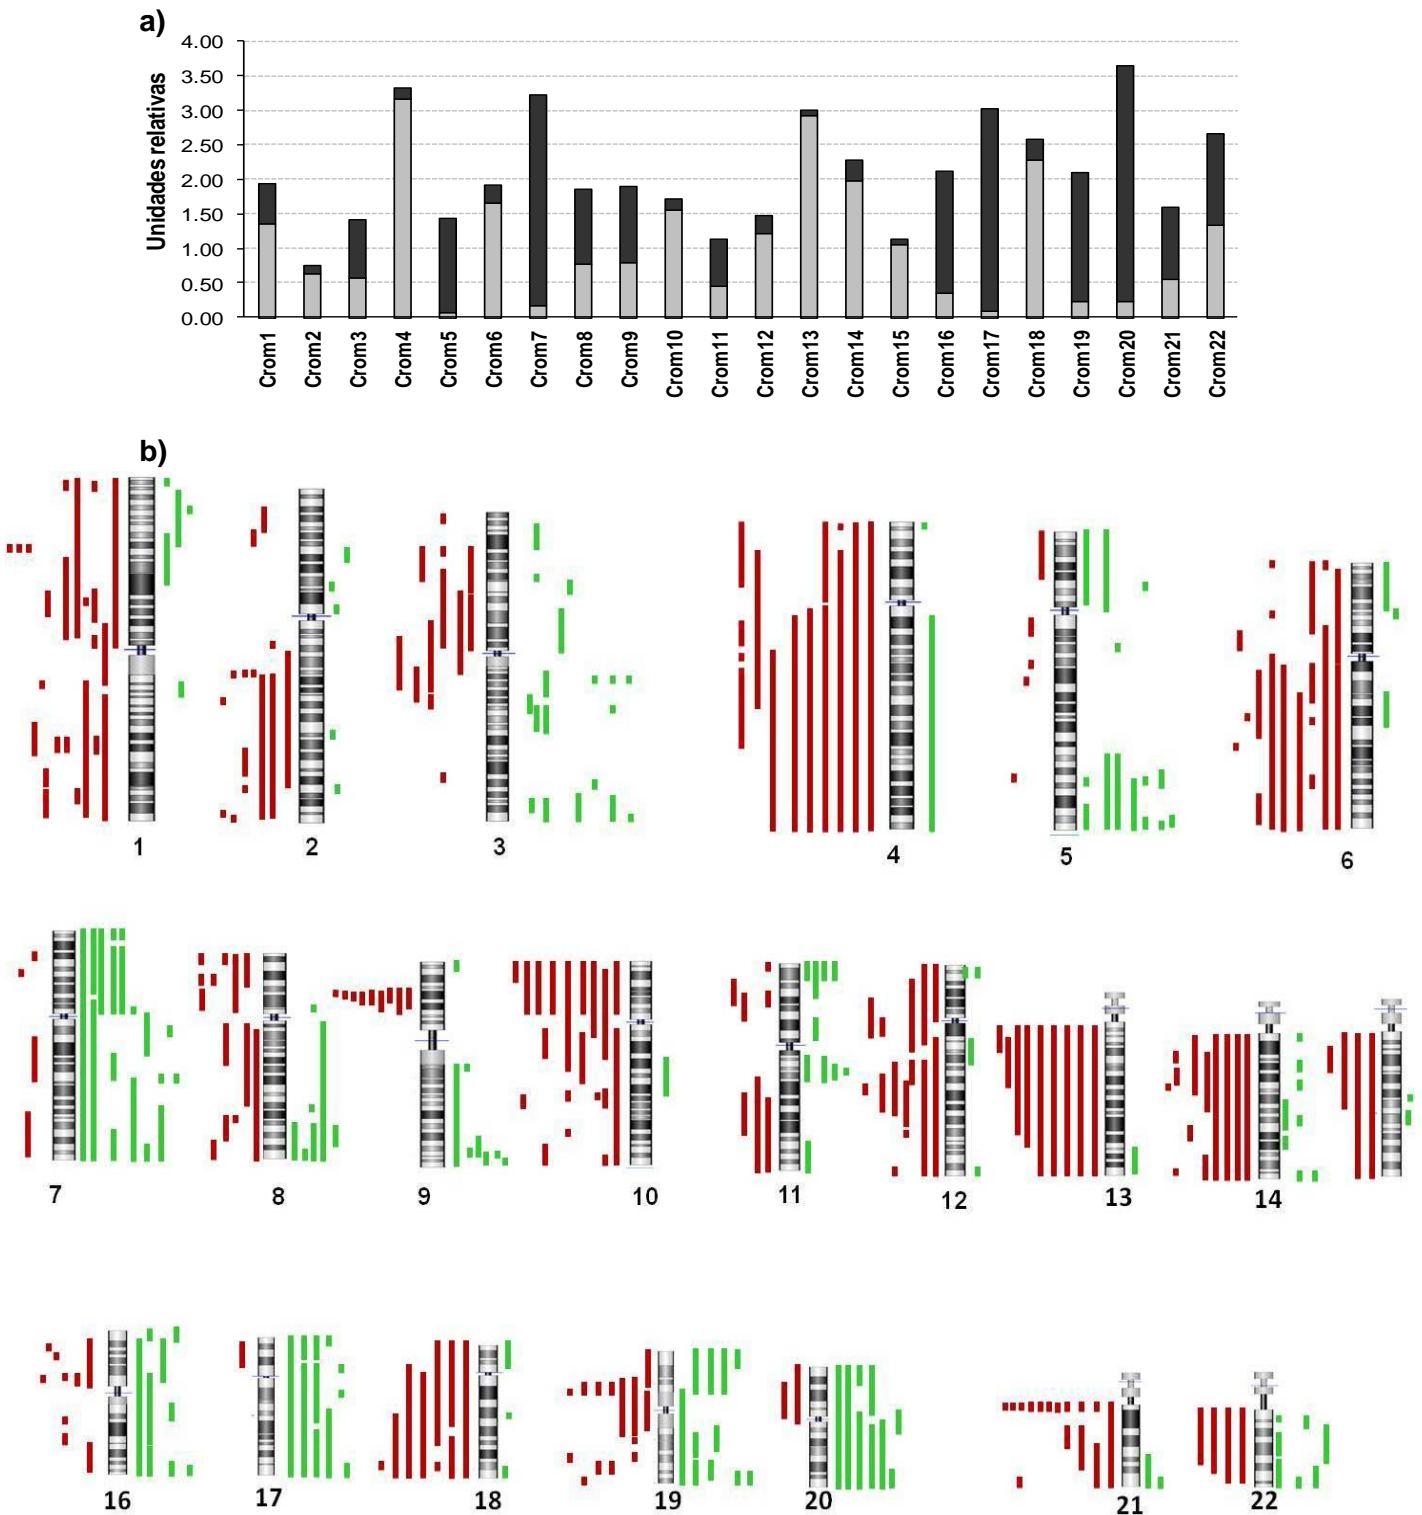 a)
Unidades relativas
4.00
3.50
3.00
2.50
2.00
1.50
1.00
0.50
0.00
Crom1 Crom2 Crom3 Crom4 Crom5 Crom6 Crom7 Crom8 Crom9 Crom10 Crom11 Crom12 Crom13 Crom14 Crom15 Crom16 Crom17 Crom18 Crom19 Crom20 Crom21 Crom22
b)
1 2 3 4 5 6
7 8 9 10 11 12 13 14
16 17 18 19 20 21 22